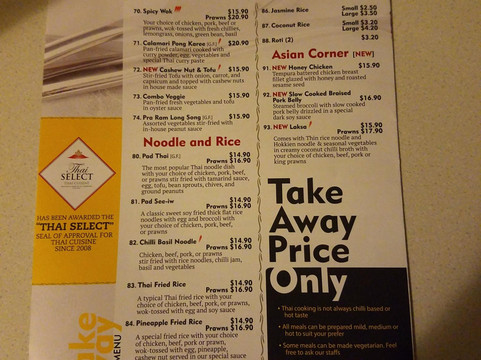 70. Spicy Wok $15.90
Prawns $20.90
Your choice of chicken, pork, beef or
prawns, wok-tossed with fresh chillies,
lemongrass, onions, green beans, basil
71. Calamari Pong Karee [G.F.] $20.90
Pan-fried calamari cooked with
curry powder, egg, vegetables and
special Thai curry paste
72. NEW Cashew Nut & Tofu $15.90
Stir-fried Tofu with onion, carrot, and
capsicum and topped with cashew nuts
in house made sauce
73. Combo Veggie $15.90
Pan-fried fresh vegetables and tofu
in oyster sauce
74. Pra Ram Long Song [G.F.] $15.90
Assorted vegetables stir-fried with
in-house peanut sauce
Noodle and Rice
80. Pad Thai [G.F.] $14.90
Prawns $16.90
The most popular Thai noodle dish
with your choice of chicken, pork, beef,
or prawns stir fried with tamarind sauce,
egg, tofu, bean sprouts, chives, and
ground peanuts
81. Pad See-iw $14.90
Prawns $16.90
A classic sweet soy fried thick flat rice
noodles with egg and broccoli with
your choice of chicken, pork, beef,
or prawns
82. Chilli Basil Noodle $14.90
Prawns $16.90
Chicken, beef, pork, or prawns
stir fried with rice noodles, chilli jam,
basil and vegetables
83. Thai Fried Rice $14.90
Prawns $16.90
A typical Thai fried rice with your
choice of chicken, beef, pork, or prawns,
wok-tossed with egg, onions, and
tomatoes
84. Pineapple Fried Rice $14.90
Prawns $16.90
Stir fried rice with your choice of
chicken, beef, pork, or prawn,
wok-tossed with egg, pineapple,
cashew nut served in our special sauce
86. Jasmine Rice Small $2.50
Large $3.50
87. Coconut Rice Small $3.20
Large $4.20
88. Roti (2) $3.20
Asian Corner [NEW]
91. NEW Honey Chicken $15.90
Tempura battered chicken breast
fillet glazed with honey and roasted
sesame seed
92. NEW Slow Cooked Braised
Pork Belly $16.90
Steamed broccoli with slow cooked
pork belly drizzled in a special
dark soy sauce
93. NEW Laksa $15.90
Prawns $17.90
Comes with Thin rice noodle and
Hokkien noodle & seasonal vegetables
in creamy coconut chilli broth with
your choice of chicken, beef, pork or
king prawns
Take
Away
Price
Only
• Thai cooking is not always chilli based or
hot taste
• All meals can be prepared mild, medium or
hot to suit your prefer
• Some meals can be made vegetarian. Feel
free to ask our staffs
Thai
SELECT
THAI CUISINE
HAS BEEN AWARDED THE
"THAI SELECT"
SEAL OF APPROVAL FOR
THAI CUISINE
SINCE 2008
MENU